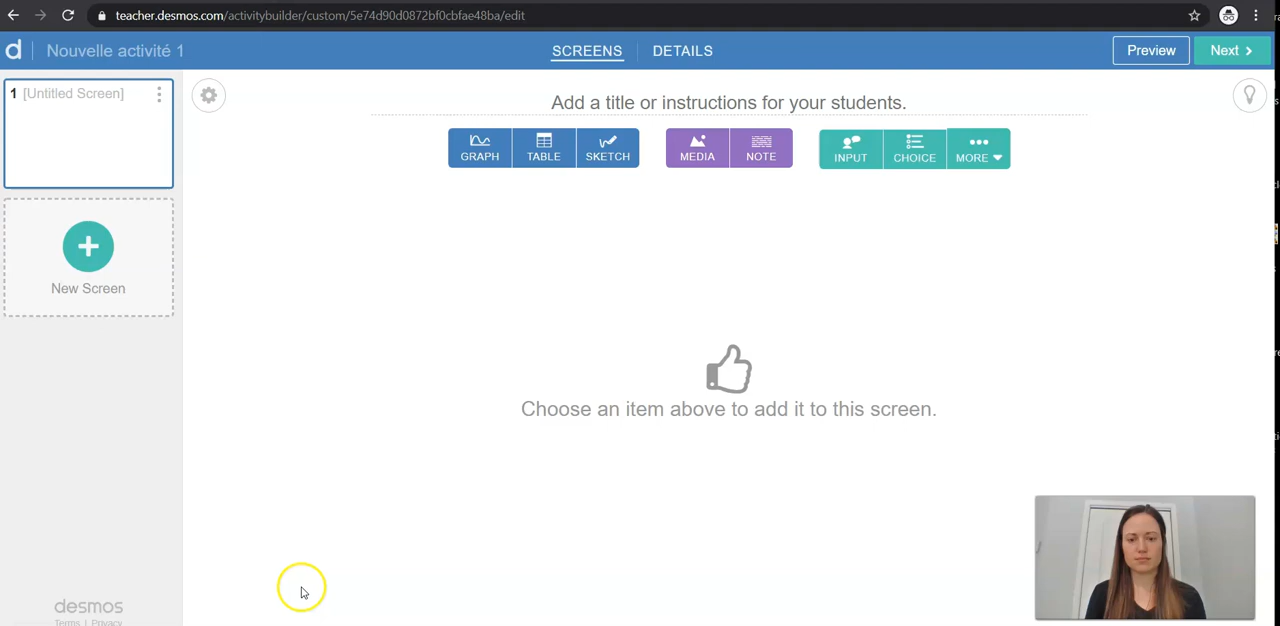 teacher.desmos.com/activitybuilder/custom/5e74d90d0872bf0cbfae48ba/edit
d Nouvelle activité 1 SCREENS DETAILS Preview Next
1 [Untitled Screen]
Add a title or instructions for your students.
GRAPH TABLE SKETCH MEDIA NOTE INPUT CHOICE MORE
New Screen
Choose an item above to add it to this screen.
desmos
Terms | Privacy